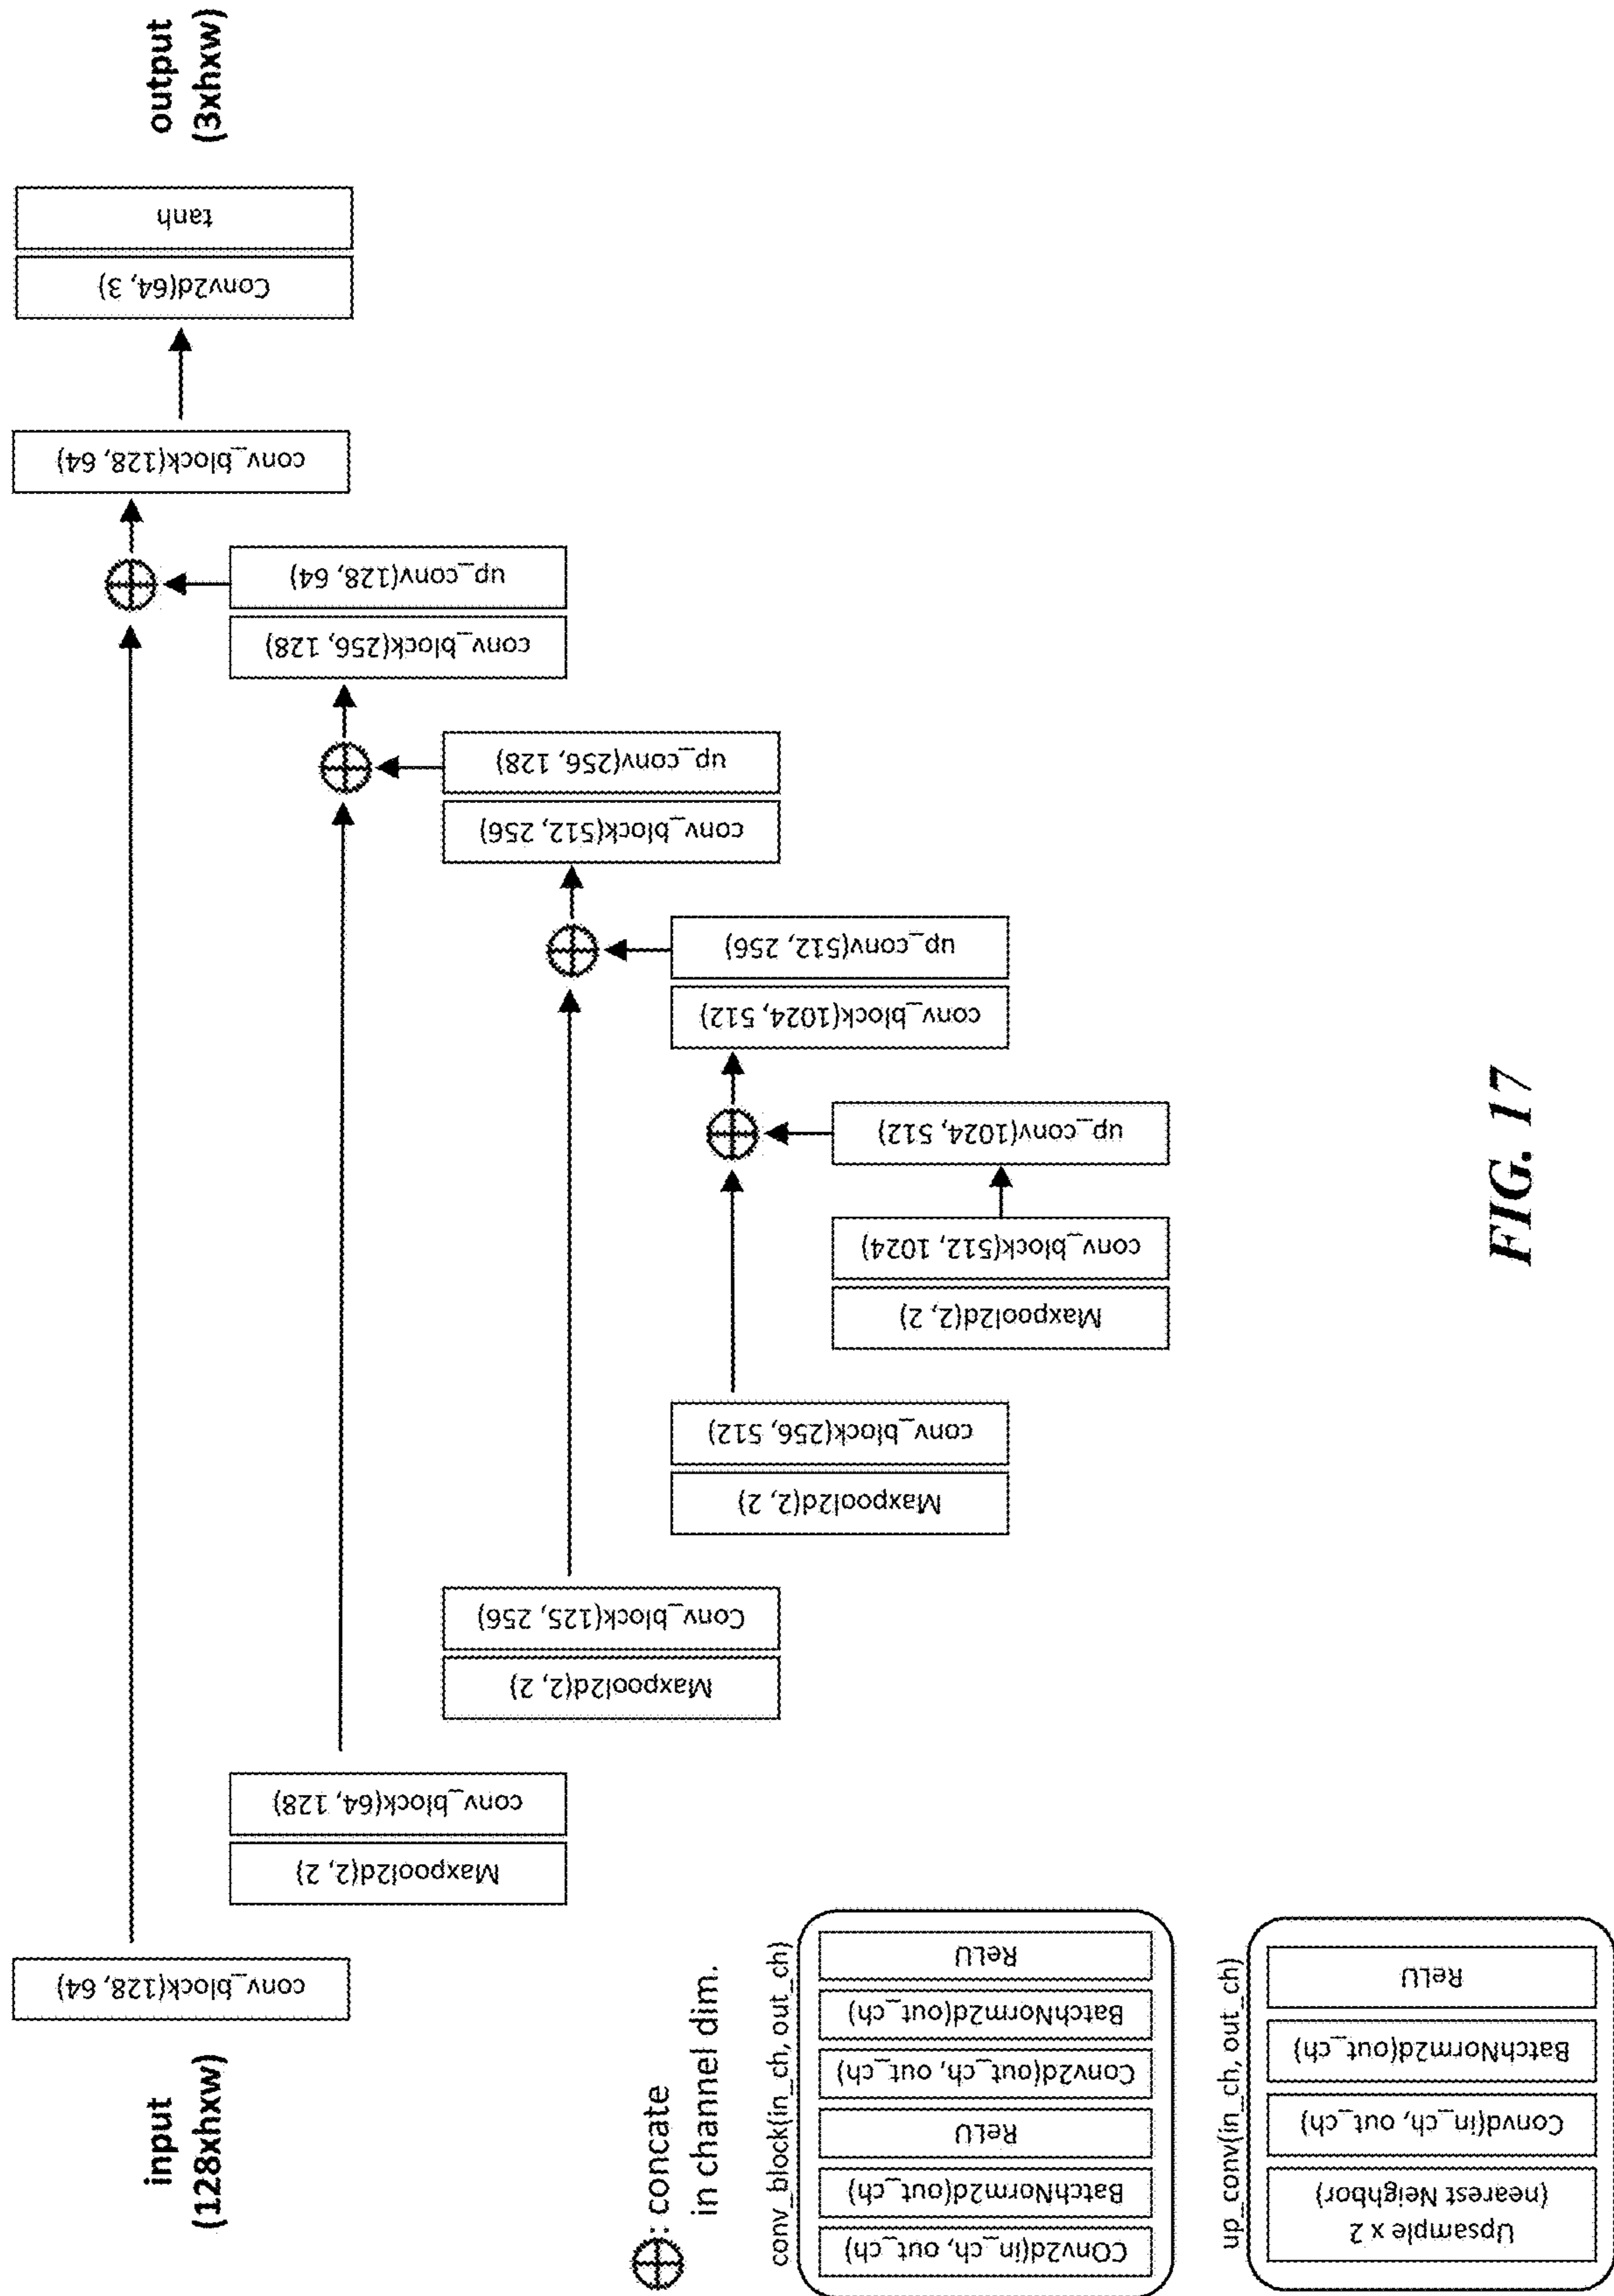 input
(128xhxw)
conv_block(128, 64)
Maxpool2d(2, 2)
conv_block(64, 128)
Maxpool2d(2, 2)
Conv_block(125, 256)
Maxpool2d(2, 2)
conv_block(256, 512)
Maxpool2d(2, 2)
conv_block(512, 1024)
up_conv(1024, 512)
conv_block(1024, 512)
up_conv(512, 256)
conv_block(512, 256)
up_conv(256, 128)
conv_block(256, 128)
up_conv(128, 64)
conv_block(128, 64)
Conv2d(64, 3)
tanh
output
(3xhxw)
: concate
in channel dim.
conv_block(in_ch, out_ch)
COnv2d(in_ch, out_ch)
BatchNorm2d(out_ch)
ReLU
Conv2d(out_ch, out_ch)
BatchNorm2d(out_ch)
ReLU
up_conv(in_ch, out_ch)
Upsample x 2
(nearest Neighbor)
Convd(in_ch, out_ch)
BatchNorm2d(out_ch)
ReLU
FIG. 17